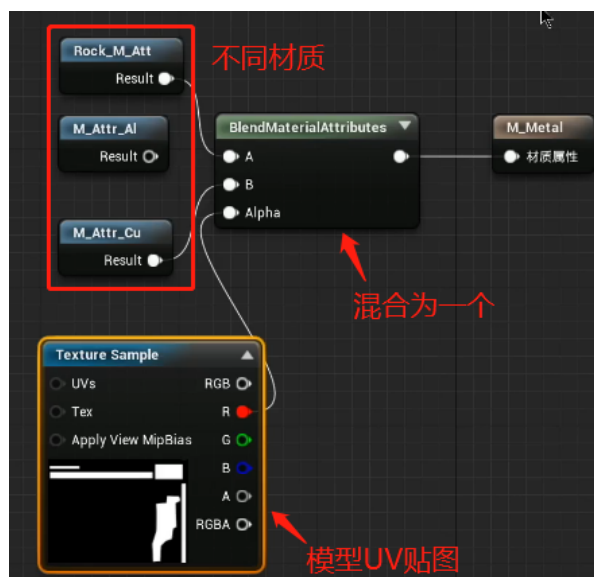 Rock_M_Att
Result
不同材质
M_Attr_Al
Result
M_Attr_Cu
Result
BlendMaterialAttributes
A
B
Alpha
M_Metal
材质属性
混合为一个
Texture Sample
UVs
RGB
Tex
R
Apply View MipBias
G
B
A
RGBA
模型UV贴图